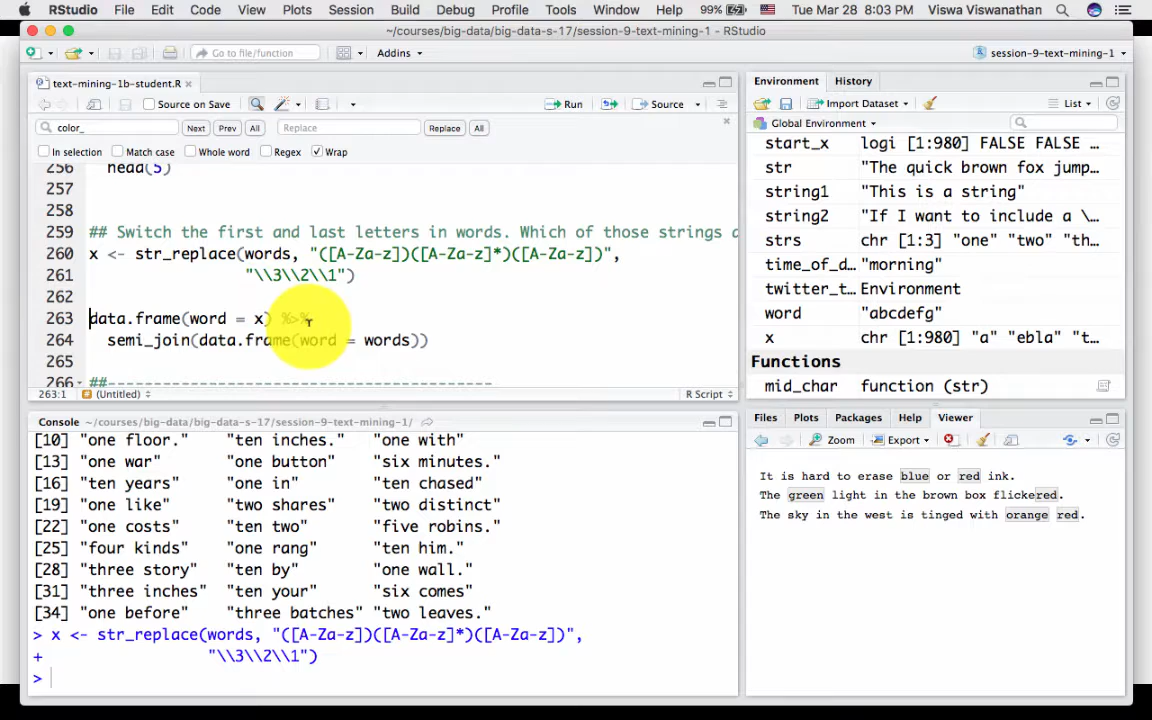 RStudio File Edit Code View Plots Session Build Debug Profile Tools Window Help 99% Tue Mar 28 8:03 PM Viswa Viswanathan
~/courses/big-data/big-data-s-17/session-9-text-mining-1 - RStudio
Go to file/function Addins session-9-text-mining-1
text-mining-1b-student.R
Source on Save Run Source
color_ Next Prev All Replace Replace All
In selection Match case Whole word Regex Wrap
256 head(5)
257
258
259 ## Switch the first and last letters in words. Which of those strings a
260 x <- str_replace(words, "([A-Za-z])([A-Za-z]*)([A-Za-z])",
261 "\\3\\2\\1")
262
263 data.frame(word = x) %>%
264 semi_join(data.frame(word = words))
265
266 ##------------------------------------------
263:1 (Untitled) R Script
Console ~/courses/big-data/big-data-s-17/session-9-text-mining-1/
[10] "one floor." "ten inches." "one with"
[13] "one war" "one button" "six minutes."
[16] "ten years" "one in" "ten chased"
[19] "one like" "two shares" "two distinct"
[22] "one costs" "ten two" "five robins."
[25] "four kinds" "one rang" "ten him."
[28] "three story" "ten by" "one wall."
[31] "three inches" "ten your" "six comes"
[34] "one before" "three batches" "two leaves."
> x <- str_replace(words, "([A-Za-z])([A-Za-z]*)([A-Za-z])",
+ "\\3\\2\\1")
>
Environment History
Import Dataset List
Global Environment
start_x logi [1:980] FALSE FALSE …
str "The quick brown fox jump…
string1 "This is a string"
string2 "If I want to include a \…
strs chr [1:3] "one" "two" "th…
time_of_d… "morning"
twitter_t… Environment
word "abcdefg"
x chr [1:980] "a" "ebla" "t…
Functions
mid_char function (str)
Files Plots Packages Help Viewer
Zoom Export
It is hard to erase blue or red ink.
The green light in the brown box flickered.
The sky in the west is tinged with orange red.